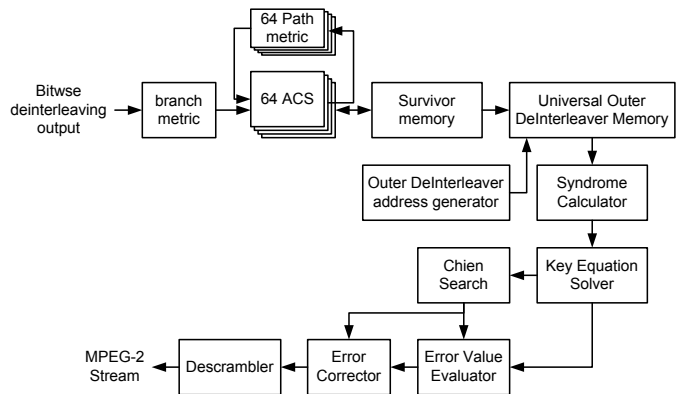 64 Path
metric
Bitwse
deinterleaving
output
branch
metric
64 ACS
Survivor
memory
Universal Outer
DeInterleaver Memory
Outer DeInterleaver
address generator
Syndrome
Calculator
Chien
Search
Key Equation
Solver
MPEG-2
Stream
Descrambler
Error
Corrector
Error Value
Evaluator